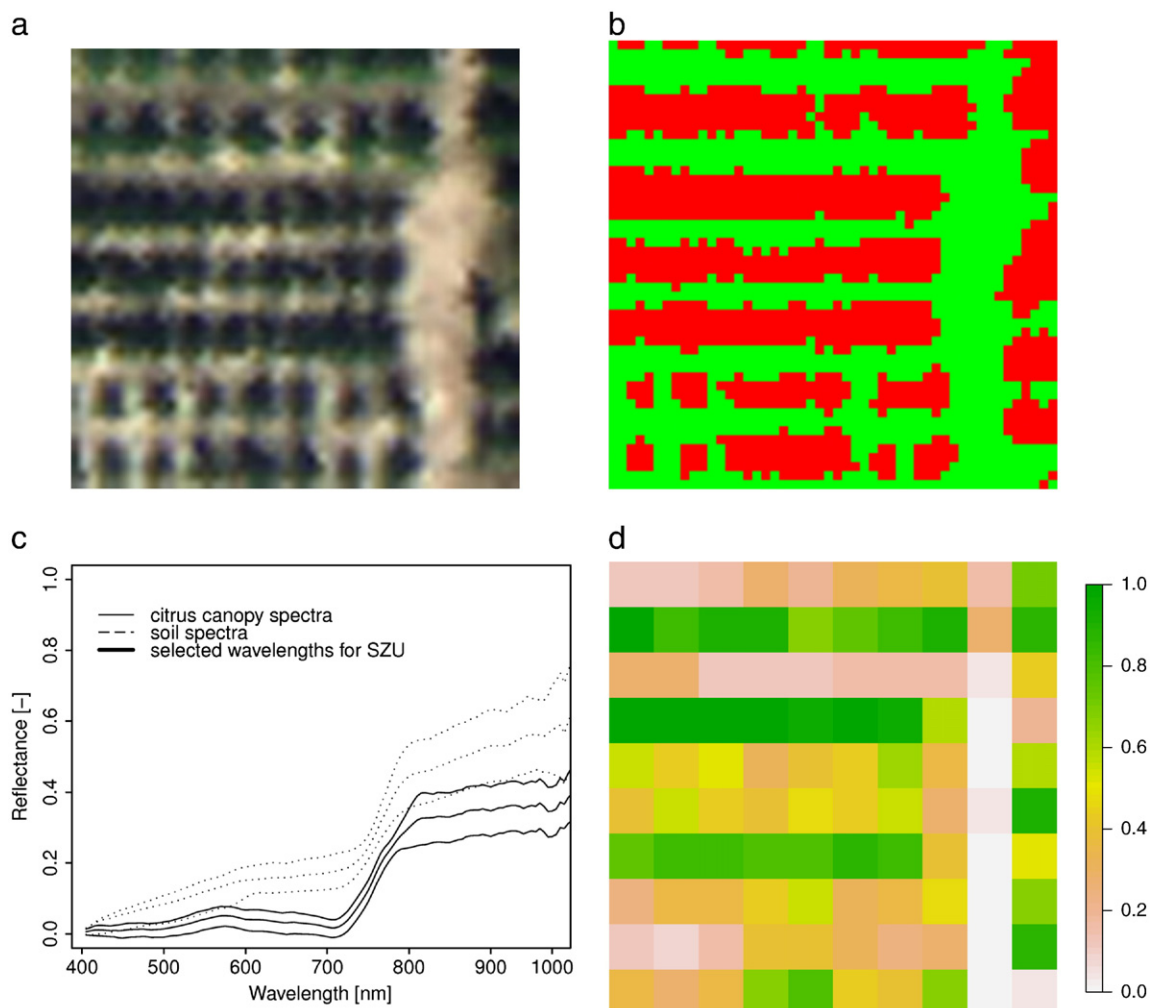 a
b
c
d
citrus canopy spectra
soil spectra
selected wavelengths for SZU
Reflectance [−]
1.0
0.8
0.6
0.4
0.2
0.0
400 500 600 700 800 900 1000
Wavelength [nm]
1.0
0.8
0.6
0.4
0.2
0.0